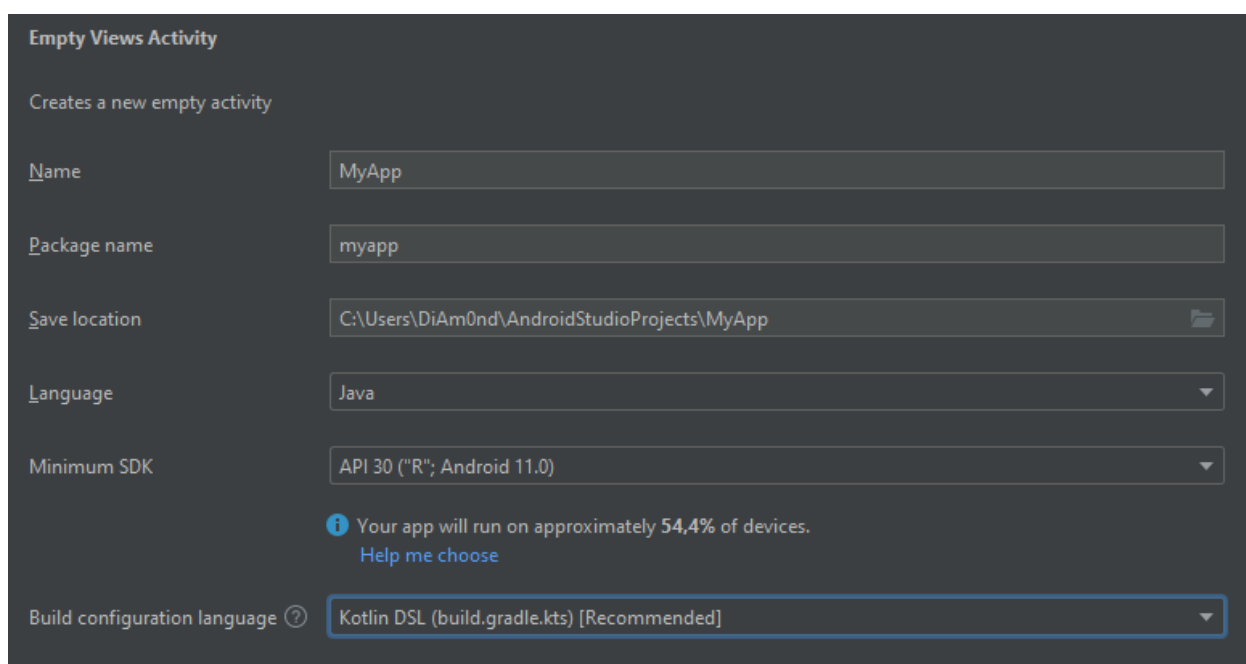 Empty Views Activity
Creates a new empty activity
Name MyApp
Package name myapp
Save location C:\Users\DiAm0nd\AndroidStudioProjects\MyApp
Language Java
Minimum SDK API 30 ("R"; Android 11.0)
i Your app will run on approximately 54,4% of devices.
Help me choose
Build configuration language ? Kotlin DSL (build.gradle.kts) [Recommended]